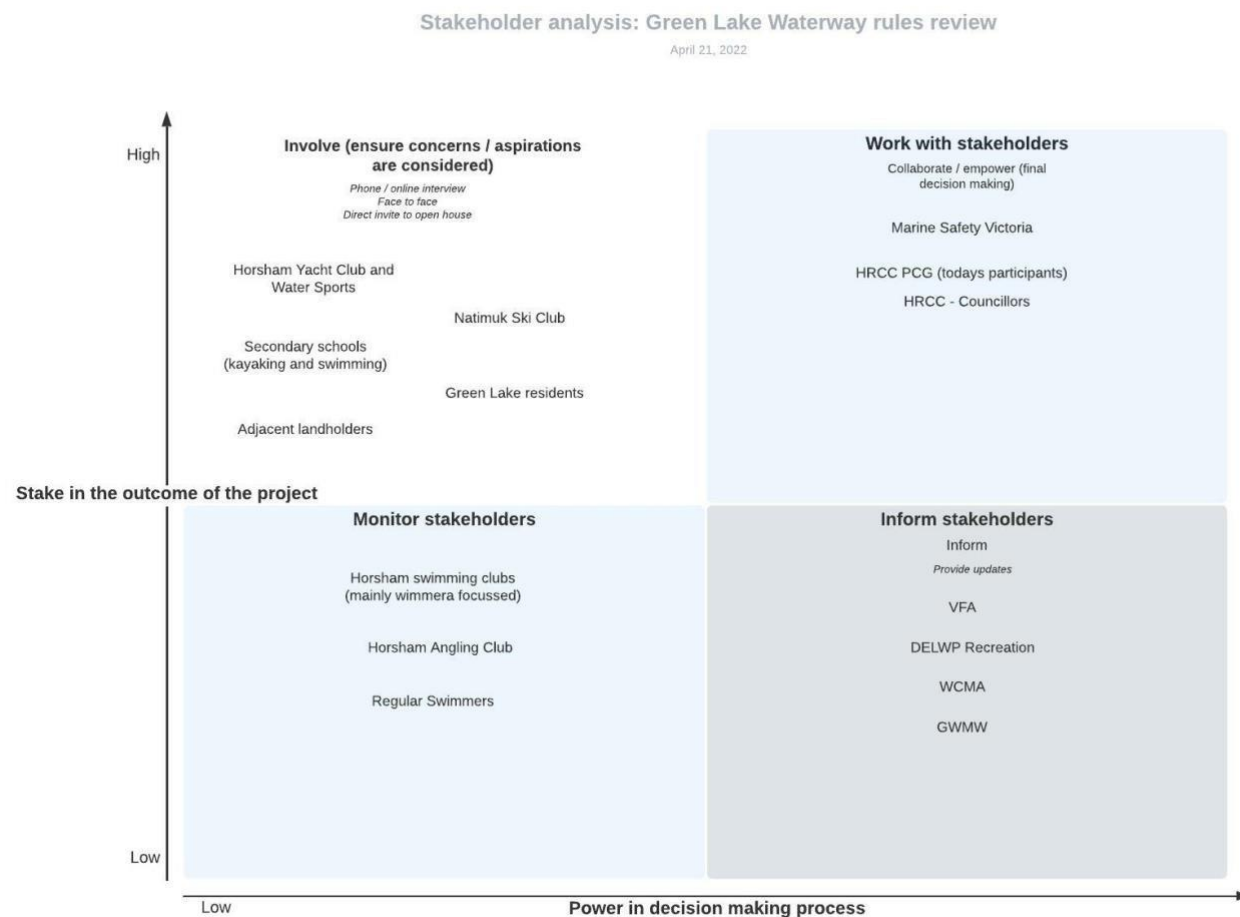 Stakeholder analysis: Green Lake Waterway rules review
April 21, 2022
High
Involve (ensure concerns / aspirations
are considered)
Phone / online interview
Face to face
Direct invite to open house
Horsham Yacht Club and
Water Sports
Natimuk Ski Club
Secondary schools
(kayaking and swimming)
Green Lake residents
Adjacent landholders
Work with stakeholders
Collaborate / empower (final
decision making)
Marine Safety Victoria
HRCC PCG (todays participants)
HRCC - Councillors
Stake in the outcome of the project
Monitor stakeholders
Horsham swimming clubs
(mainly wimmera focussed)
Horsham Angling Club
Regular Swimmers
Inform stakeholders
Inform
Provide updates
VFA
DELWP Recreation
WCMA
GWMW
Low
Low
Power in decision making process